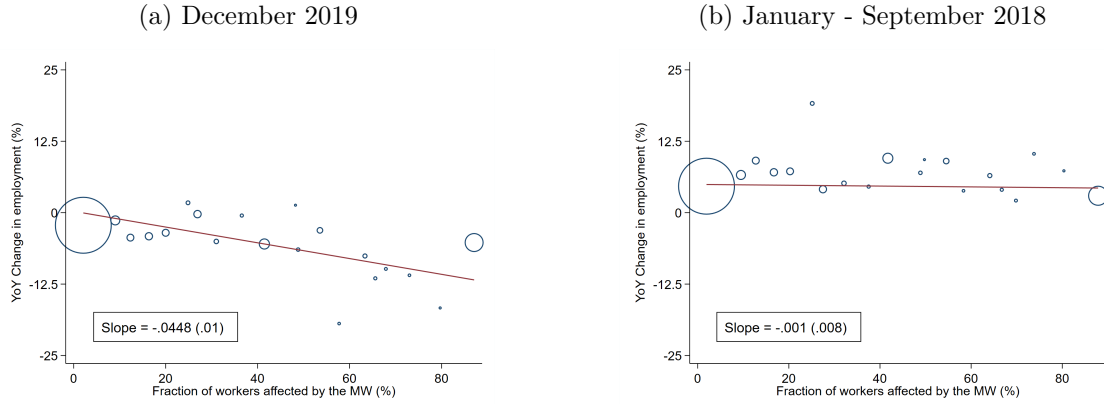 (a) December 2019
25
12.5
0
-12.5
-25
YoY Change in employment (%)
Slope = -.0448 (.01)
0 20 40 60 80
Fraction of workers affected by the MW (%)
(b) January - September 2018
25
12.5
0
-12.5
-25
YoY Change in employment (%)
Slope = -.001 (.008)
0 20 40 60 80
Fraction of workers affected by the MW (%)